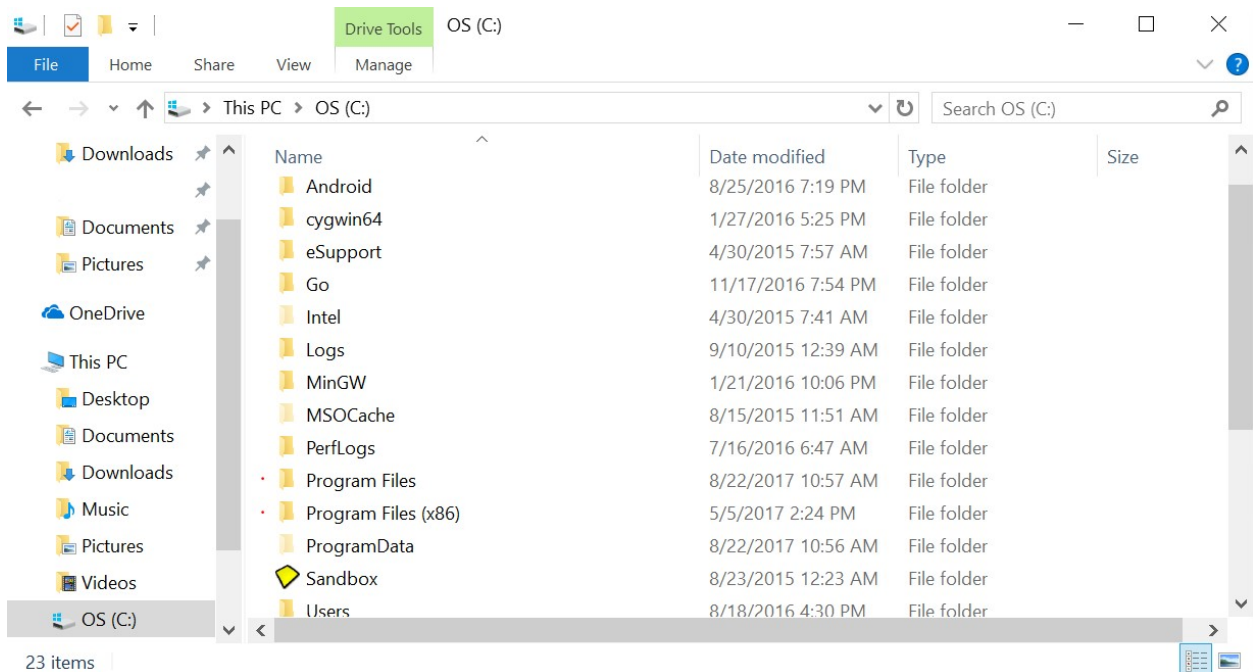 Drive Tools OS (C:)
File Home Share View Manage ?
This PC > OS (C:) Search OS (C:)
Downloads
Documents
Pictures
OneDrive
This PC
Desktop
Documents
Downloads
Music
Pictures
Videos
OS (C:)
Name Date modified Type Size
Android 8/25/2016 7:19 PM File folder
cygwin64 1/27/2016 5:25 PM File folder
eSupport 4/30/2015 7:57 AM File folder
Go 11/17/2016 7:54 PM File folder
Intel 4/30/2015 7:41 AM File folder
Logs 9/10/2015 12:39 AM File folder
MinGW 1/21/2016 10:06 PM File folder
MSOCache 8/15/2015 11:51 AM File folder
PerfLogs 7/16/2016 6:47 AM File folder
Program Files 8/22/2017 10:57 AM File folder
Program Files (x86) 5/5/2017 2:24 PM File folder
ProgramData 8/22/2017 10:56 AM File folder
Sandbox 8/23/2015 12:23 AM File folder
Users 8/18/2016 4:30 PM File folder
23 items